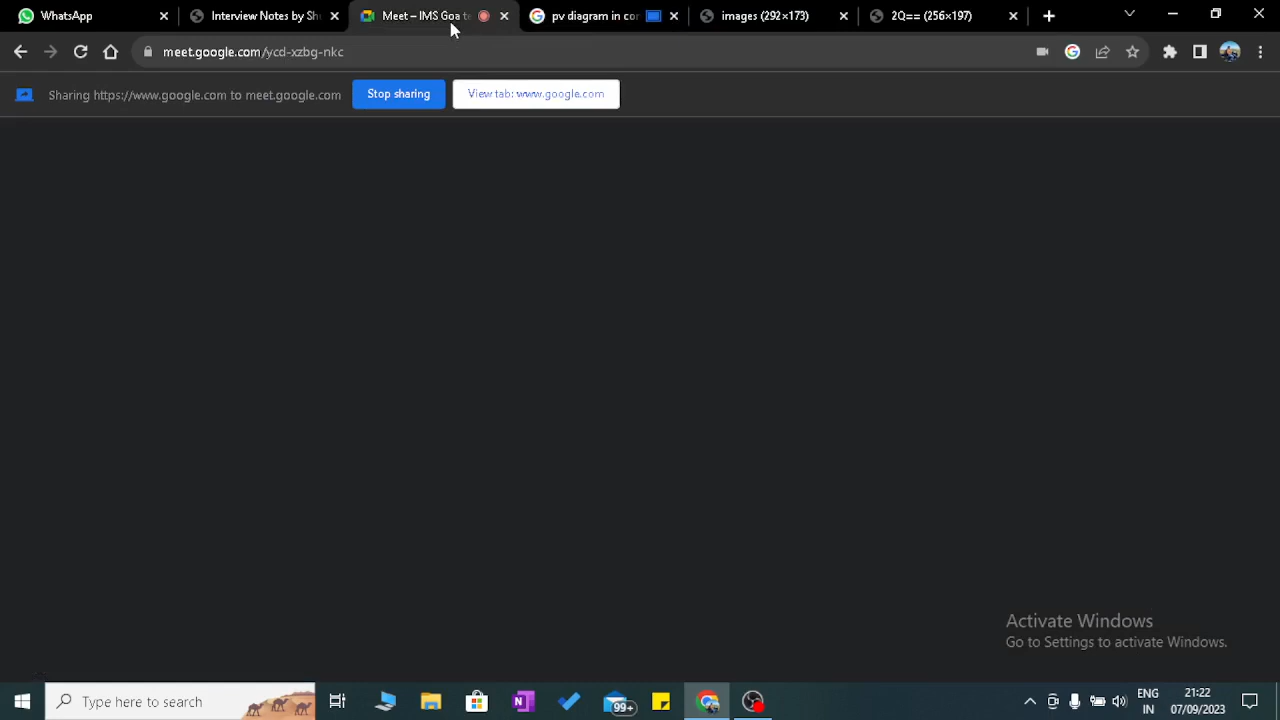 WhatsApp
Interview Notes by Sh
Meet – IMS Goa te
pv diagram in cor
images (292×173)
2Q== (256×197)
meet.google.com/ycd-xzbg-nkc
Sharing https://www.google.com to meet.google.com
Stop sharing
View tab: www.google.com
Activate Windows
Go to Settings to activate Windows.
Type here to search
99+
ENG
IN
21:22
07/09/2023